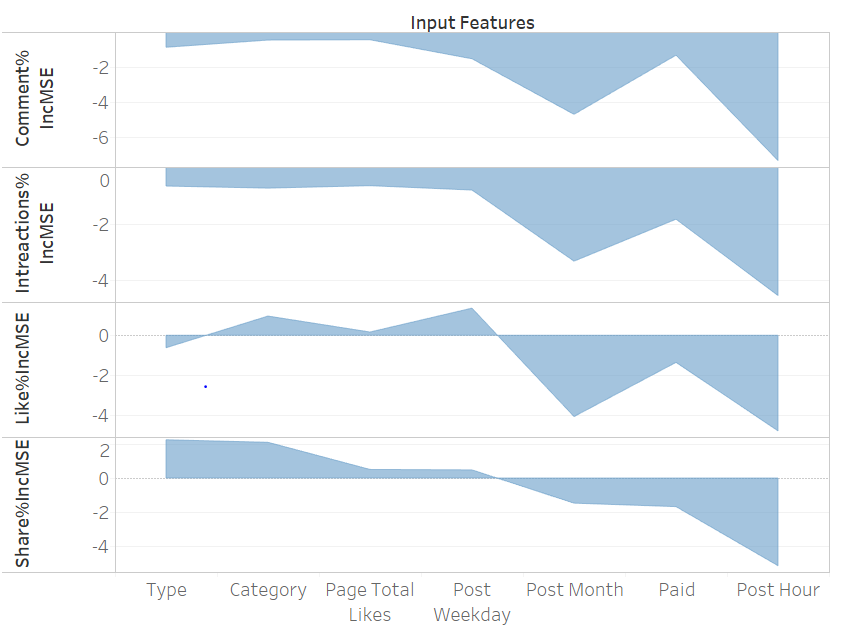 Input Features
Comment%
IncMSE
-2
-4
-6
Intreactions%
IncMSE
0
-2
-4
Like%IncMSE
0
-2
-4
Share%IncMSE
2
0
-2
-4
Type
Category
Page Total
Likes
Post
Weekday
Post Month
Paid
Post Hour